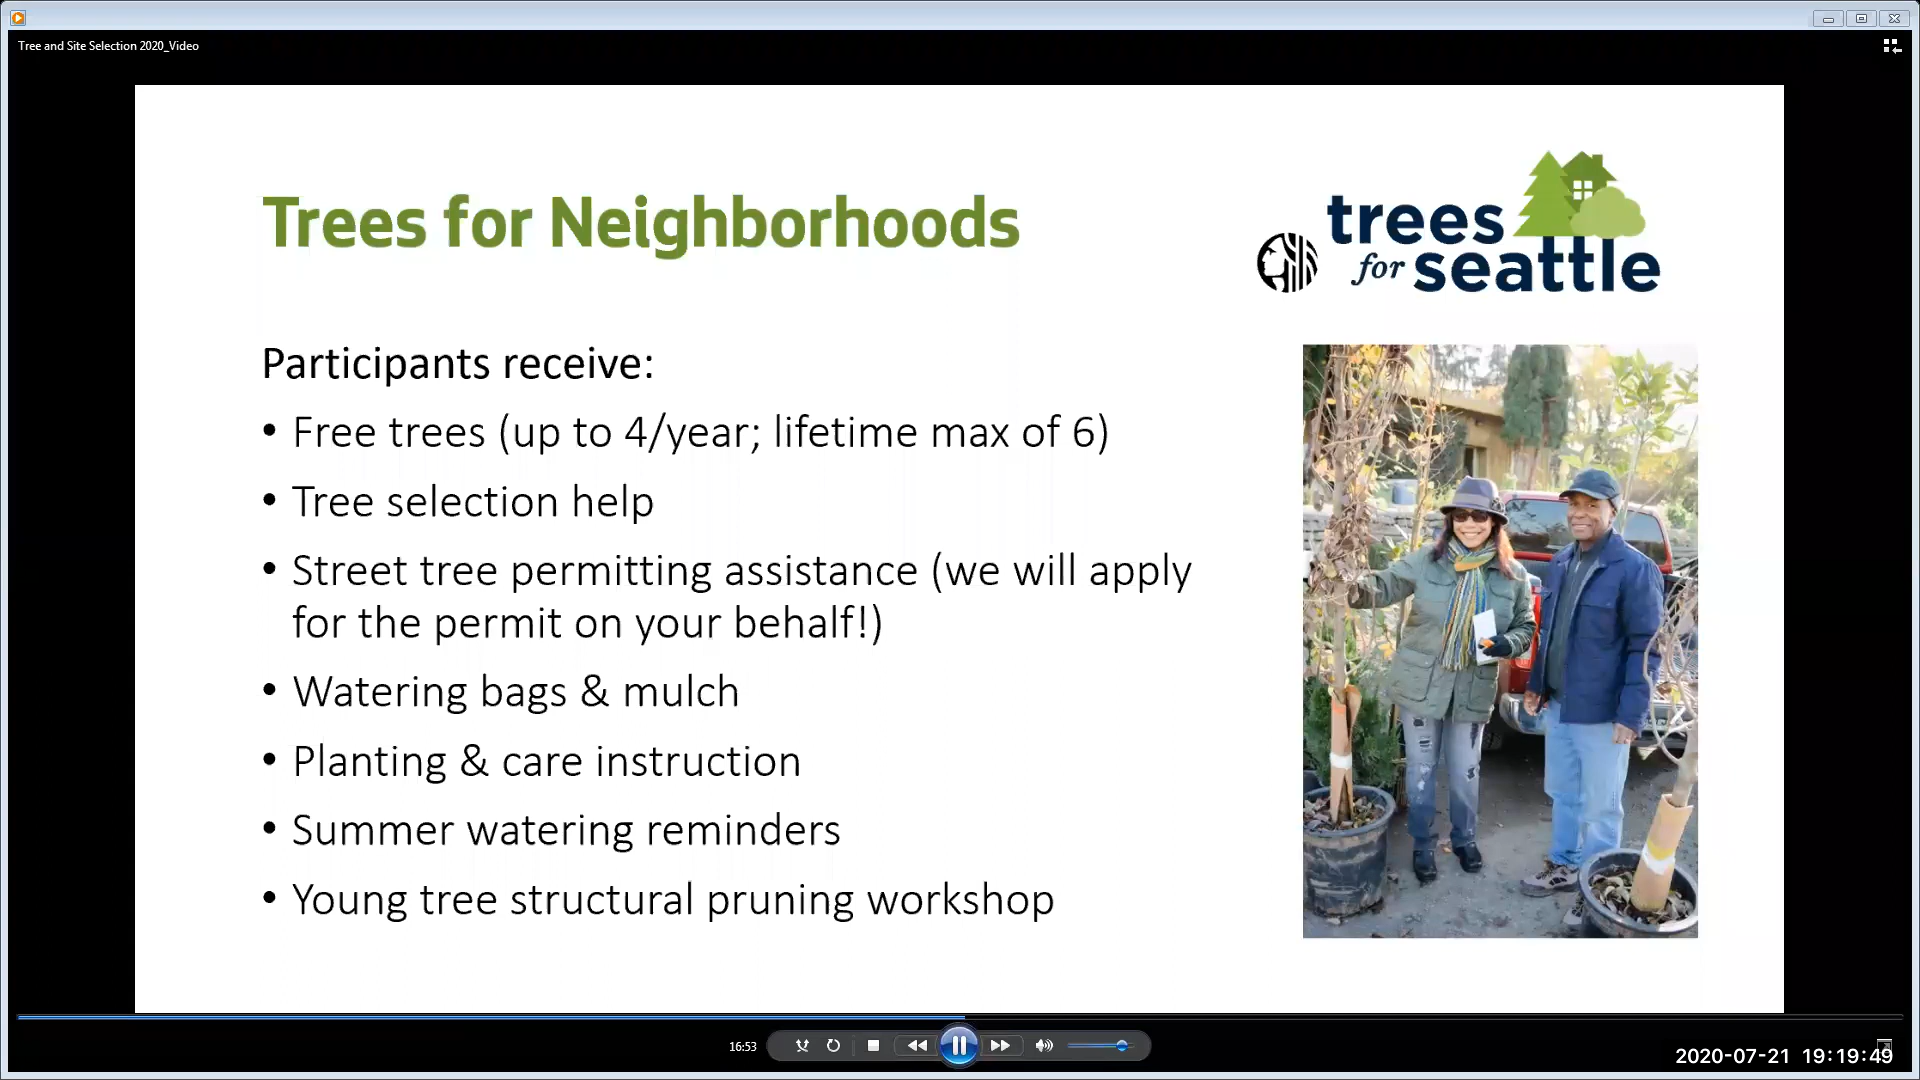 Tree and Site Selection 2020_Video
Trees for Neighborhoods
trees
for seattle
Participants receive:
• Free trees (up to 4/year; lifetime max of 6)
• Tree selection help
• Street tree permitting assistance (we will apply
for the permit on your behalf!)
• Watering bags & mulch
• Planting & care instruction
• Summer watering reminders
• Young tree structural pruning workshop
16:53
2020-07-21 19:19:49